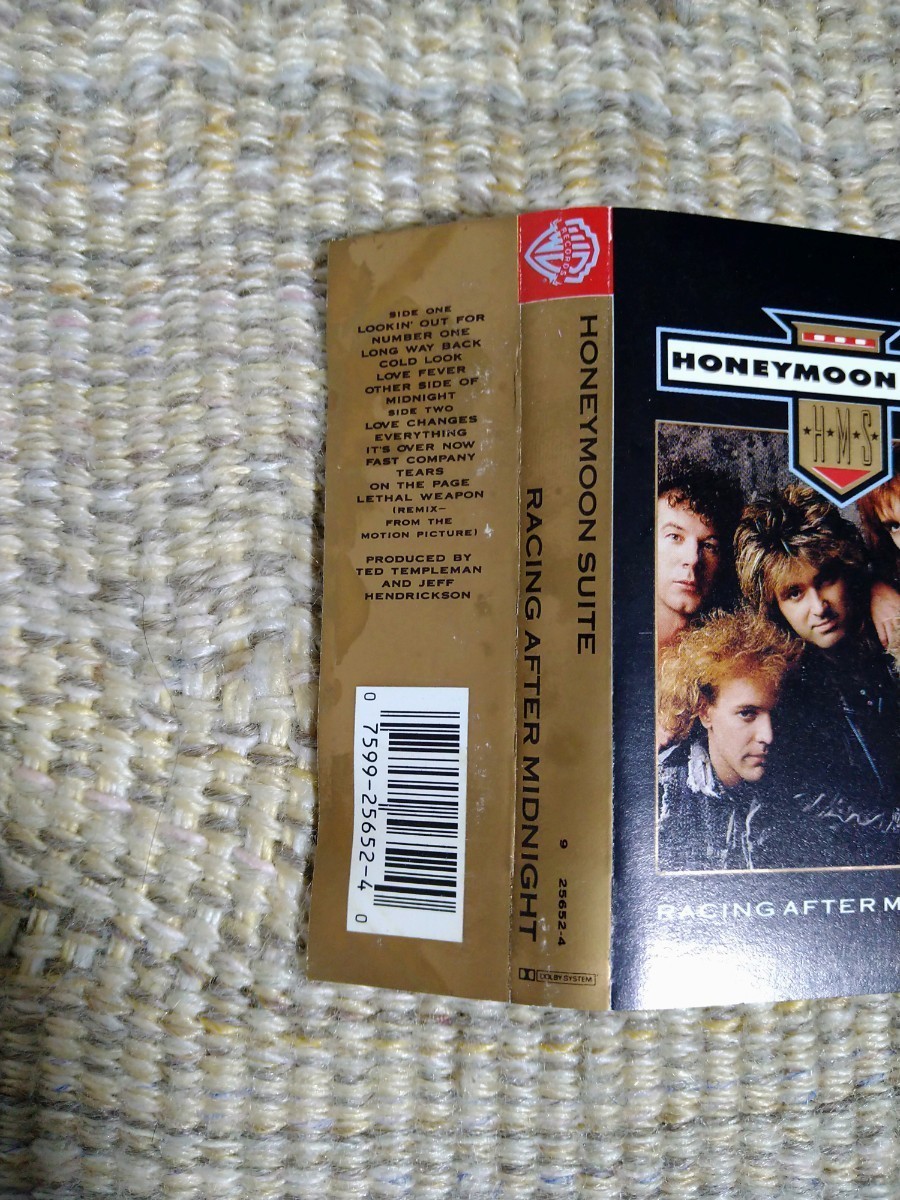 SIDE ONE
LOOKIN' OUT FOR
NUMBER ONE
LONG WAY BACK
COLD LOOK
LOVE FEVER
OTHER SIDE OF
MIDNIGHT
SIDE TWO
LOVE CHANGES
EVERYTHING
IT'S OVER NOW
FAST COMPANY
TEARS
ON THE PAGE
LETHAL WEAPON
(REMIX–
FROM THE
MOTION PICTURE)
PRODUCED BY
TED TEMPLEMAN
AND JEFF
HENDRICKSON
0 7599-25652-4 0
WB
RECORDS
HONEYMOON SUITE
RACING AFTER MIDNIGHT
9 25652-4
DOLBY SYSTEM
HONEYMOON
H·M·S
RACING AFTER M